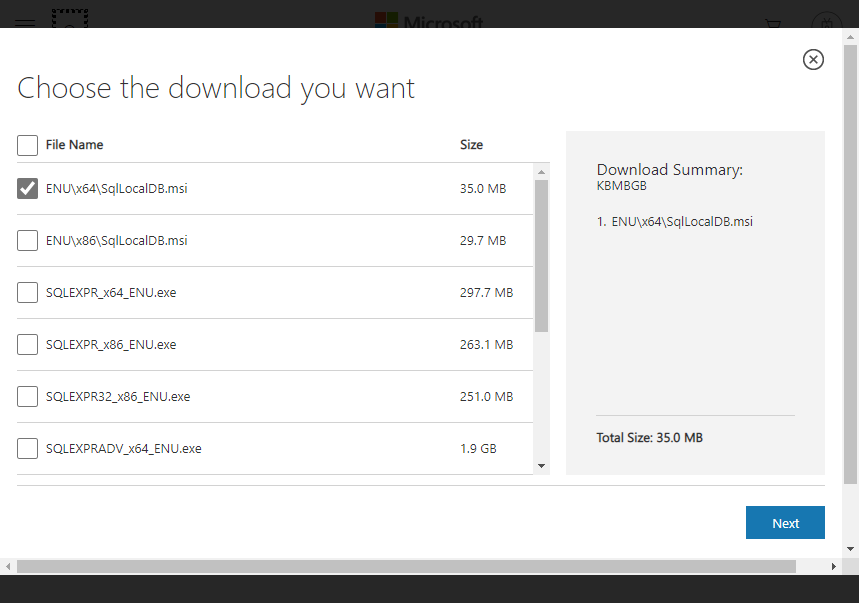 Microsoft
Choose the download you want
File Name Size
ENU\x64\SqlLocalDB.msi 35.0 MB
ENU\x86\SqlLocalDB.msi 29.7 MB
SQLEXPR_x64_ENU.exe 297.7 MB
SQLEXPR_x86_ENU.exe 263.1 MB
SQLEXPR32_x86_ENU.exe 251.0 MB
SQLEXPRADV_x64_ENU.exe 1.9 GB
Download Summary:
KBMBGB
1. ENU\x64\SqlLocalDB.msi
Total Size: 35.0 MB
Next